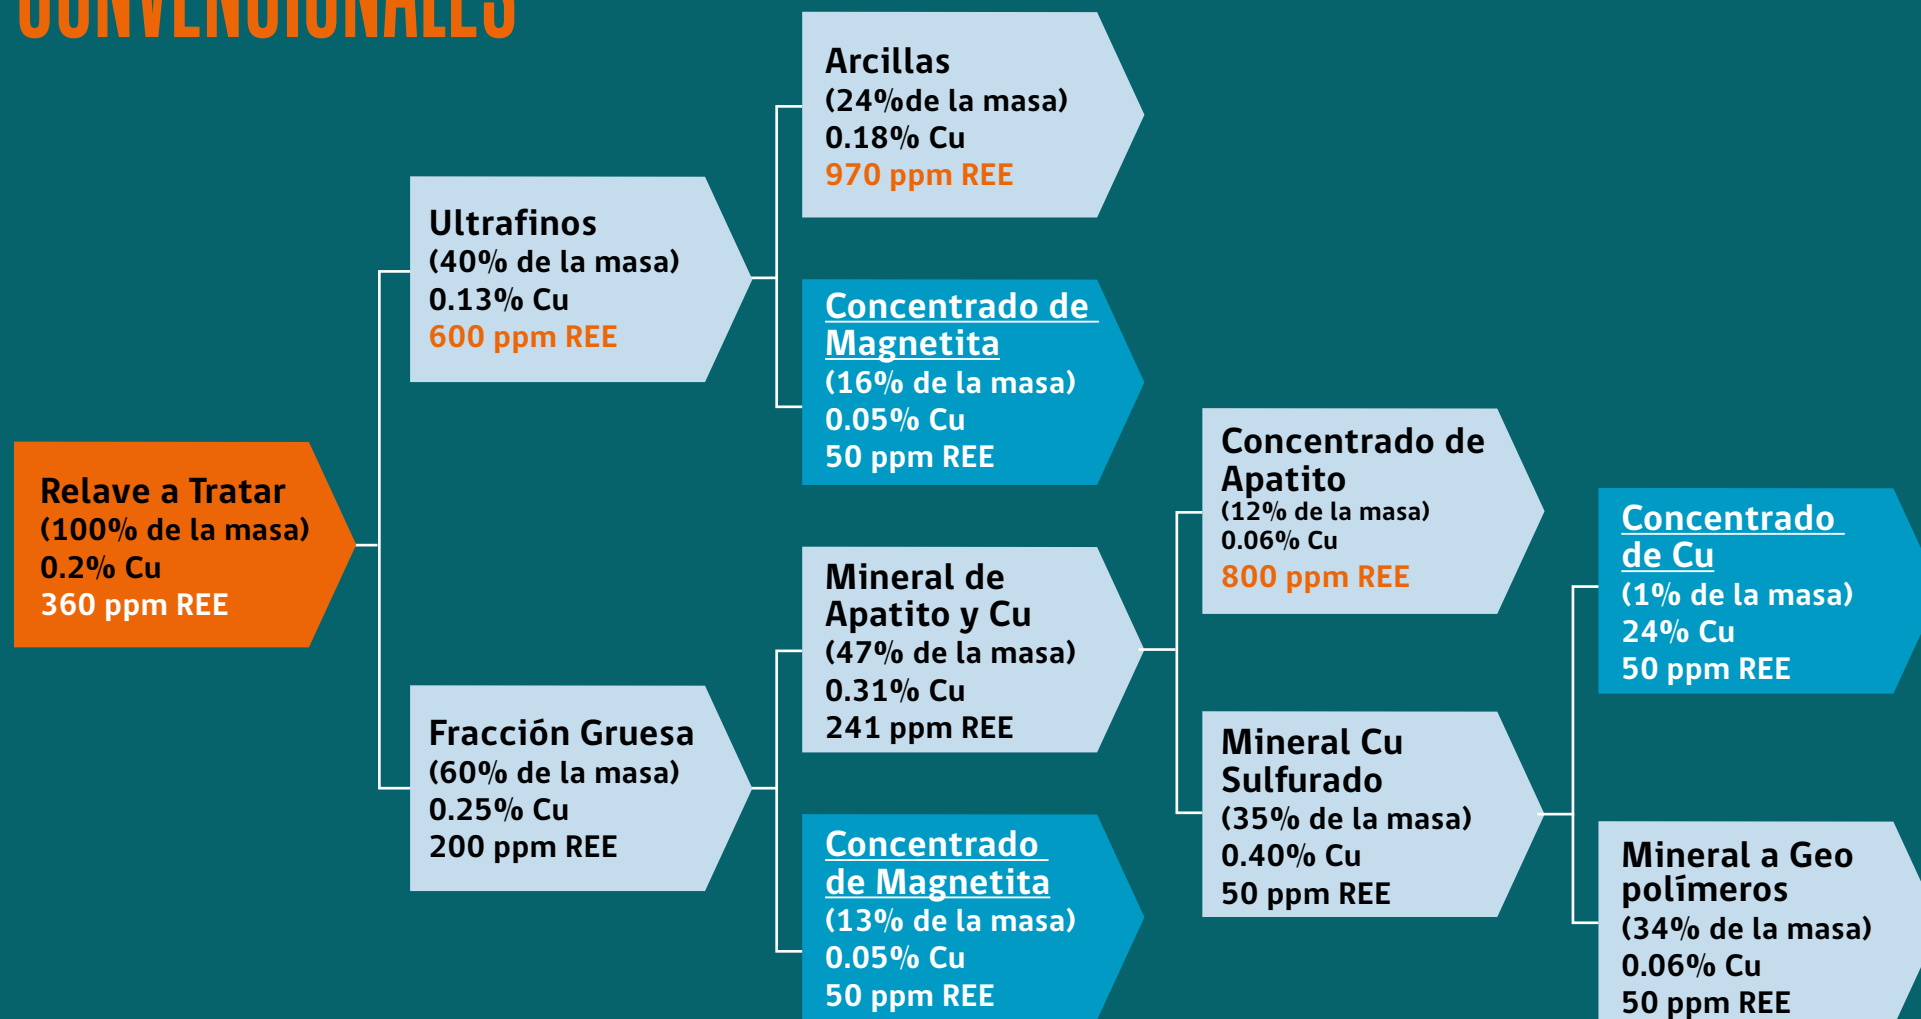 CONVENCIONALES
Relave a Tratar
(100% de la masa)
0.2% Cu
360 ppm REE
Ultrafinos
(40% de la masa)
0.13% Cu
600 ppm REE
Fracción Gruesa
(60% de la masa)
0.25% Cu
200 ppm REE
Arcillas
(24%de la masa)
0.18% Cu
970 ppm REE
Concentrado de
Magnetita
(16% de la masa)
0.05% Cu
50 ppm REE
Mineral de
Apatito y Cu
(47% de la masa)
0.31% Cu
241 ppm REE
Concentrado
de Magnetita
(13% de la masa)
0.05% Cu
50 ppm REE
Concentrado de
Apatito
(12% de la masa)
0.06% Cu
800 ppm REE
Mineral Cu
Sulfurado
(35% de la masa)
0.40% Cu
50 ppm REE
Concentrado
de Cu
(1% de la masa)
24% Cu
50 ppm REE
Mineral a Geo
polímeros
(34% de la masa)
0.06% Cu
50 ppm REE